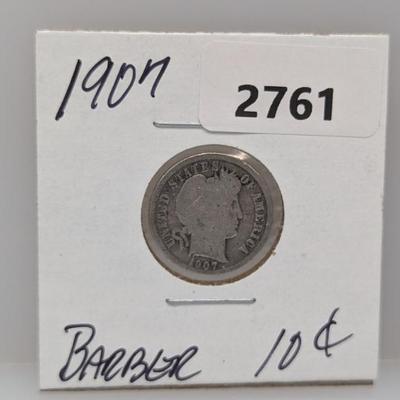 1907
2761
UNITED STATES OF AMERICA
1907
BARBER 10¢